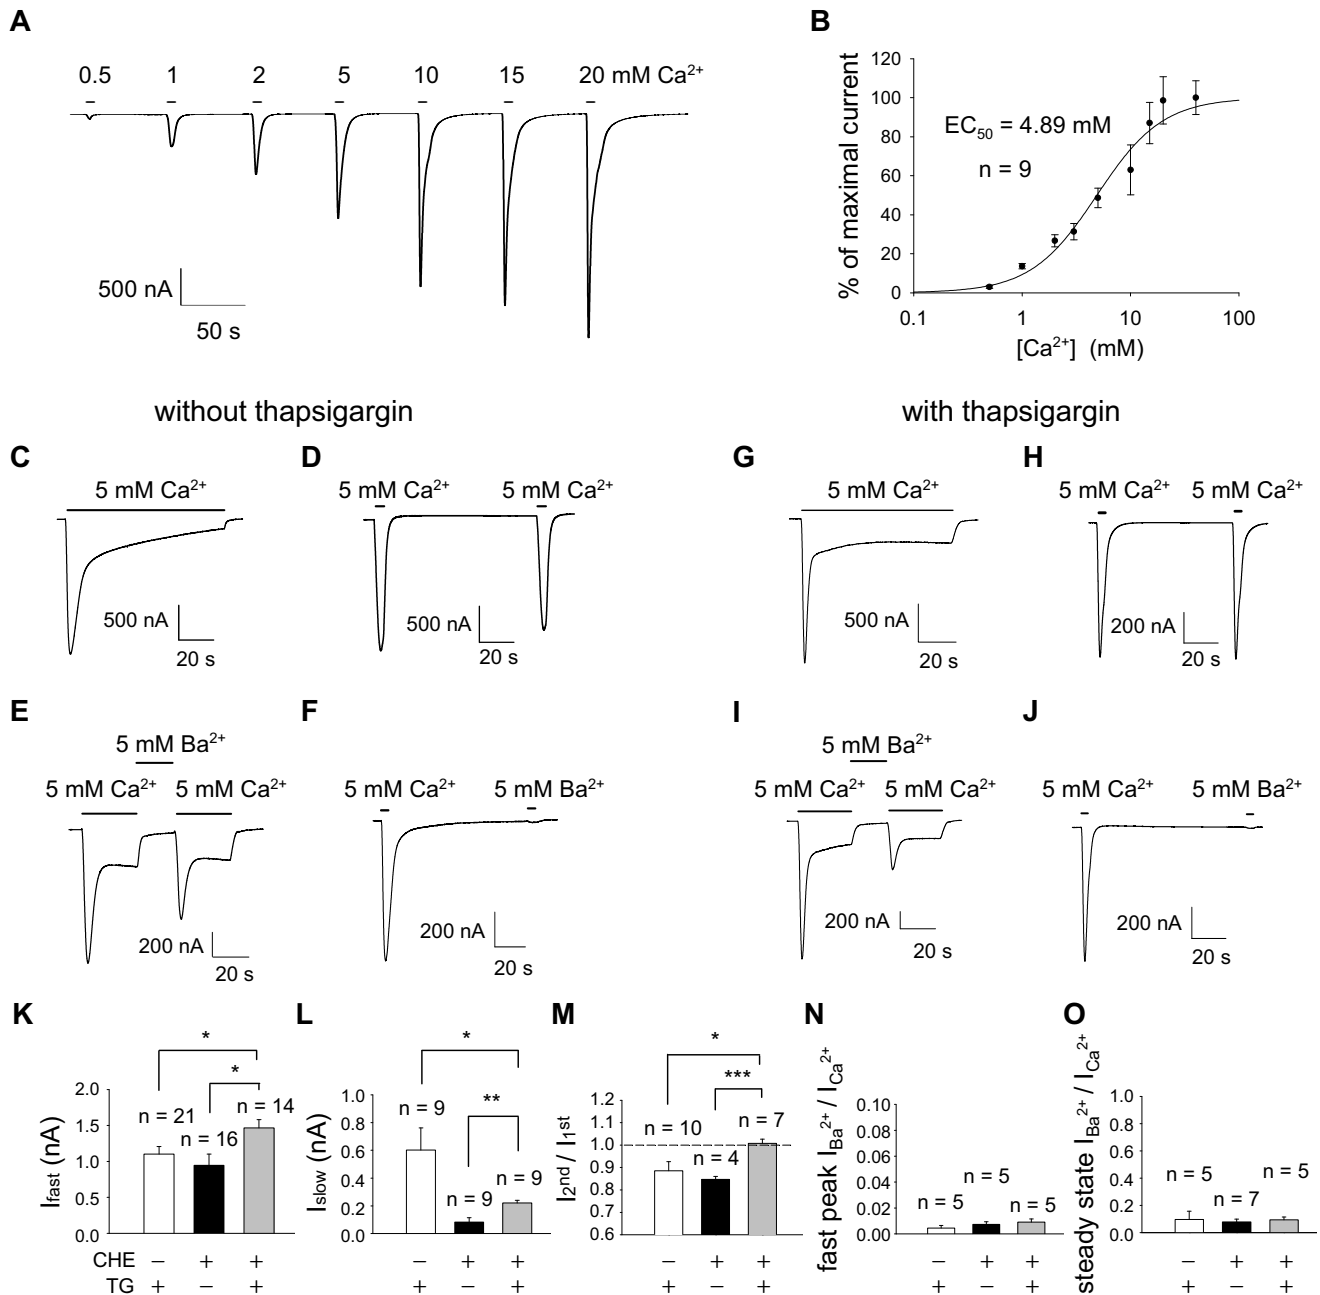 A
0.5 1 2 5 10 15 20 mM Ca²⁺
500 nA
50 s
B
% of maximal current
120
100
80
60
40
20
0
EC₅₀ = 4.89 mM
n = 9
0.1 1 10 100
[Ca²⁺] (mM)
without thapsigargin
with thapsigargin
C
5 mM Ca²⁺
500 nA
20 s
D
5 mM Ca²⁺ 5 mM Ca²⁺
500 nA
20 s
G
5 mM Ca²⁺
500 nA
20 s
H
5 mM Ca²⁺ 5 mM Ca²⁺
200 nA
20 s
E
5 mM Ba²⁺
5 mM Ca²⁺ 5 mM Ca²⁺
200 nA
20 s
F
5 mM Ca²⁺ 5 mM Ba²⁺
200 nA
20 s
I
5 mM Ba²⁺
5 mM Ca²⁺ 5 mM Ca²⁺
200 nA
20 s
J
5 mM Ca²⁺ 5 mM Ba²⁺
200 nA
20 s
K
I_fast (nA)
2.0
1.5
1.0
0.5
0.0
*
*
n = 21
n = 16
n = 14
CHE − + +
TG + − +
L
I_slow (nA)
1.0
0.8
0.6
0.4
0.2
0.0
*
**
n = 9
n = 9
n = 9
− + +
+ − +
M
I_2nd / I_1st
1.2
1.1
1.0
0.9
0.8
0.7
0.6
*
***
n = 10
n = 4
n = 7
− + +
+ − +
N
fast peak I_Ba²⁺ / I_Ca²⁺
0.10
0.08
0.06
0.04
0.02
0.00
n = 5
n = 5
n = 5
− + +
+ − +
O
steady state I_Ba²⁺ / I_Ca²⁺
1.0
0.8
0.6
0.4
0.2
0.0
n = 5
n = 7
n = 5
− + +
+ − +